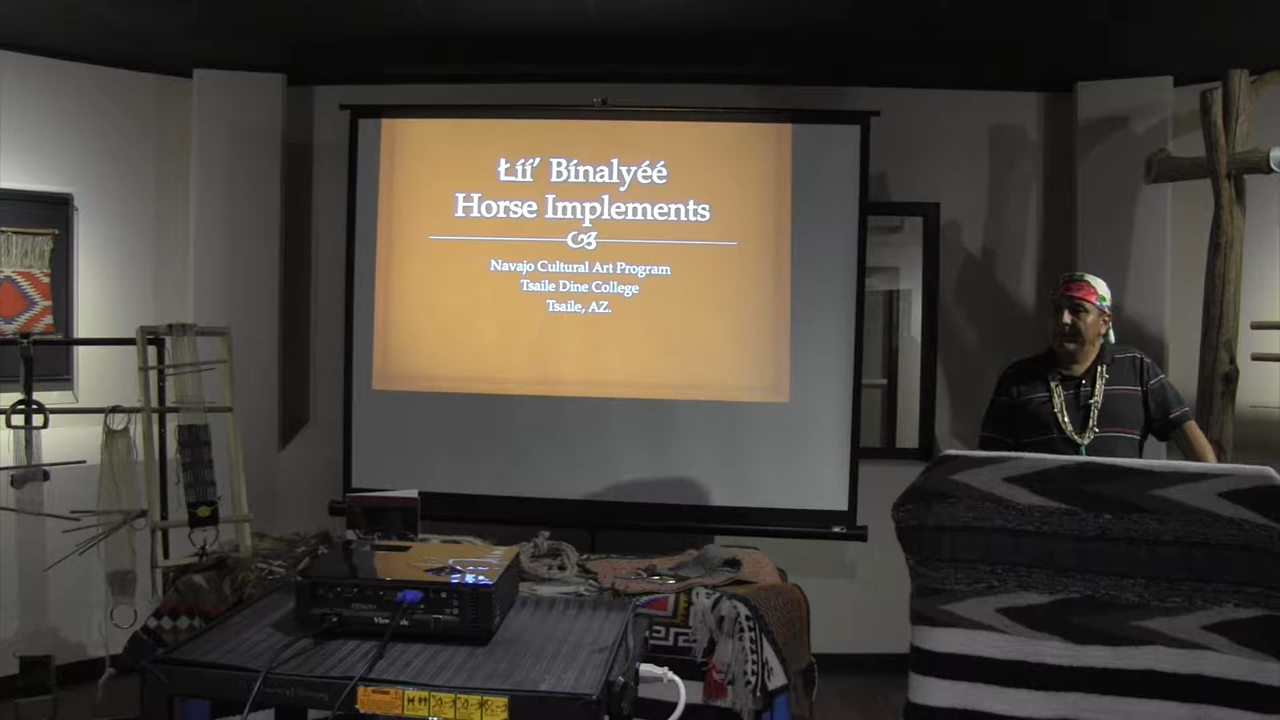 Łíí’ Bínalyéé
Horse Implements
Navajo Cultural Art Program
Tsaile Dine College
Tsaile, AZ.